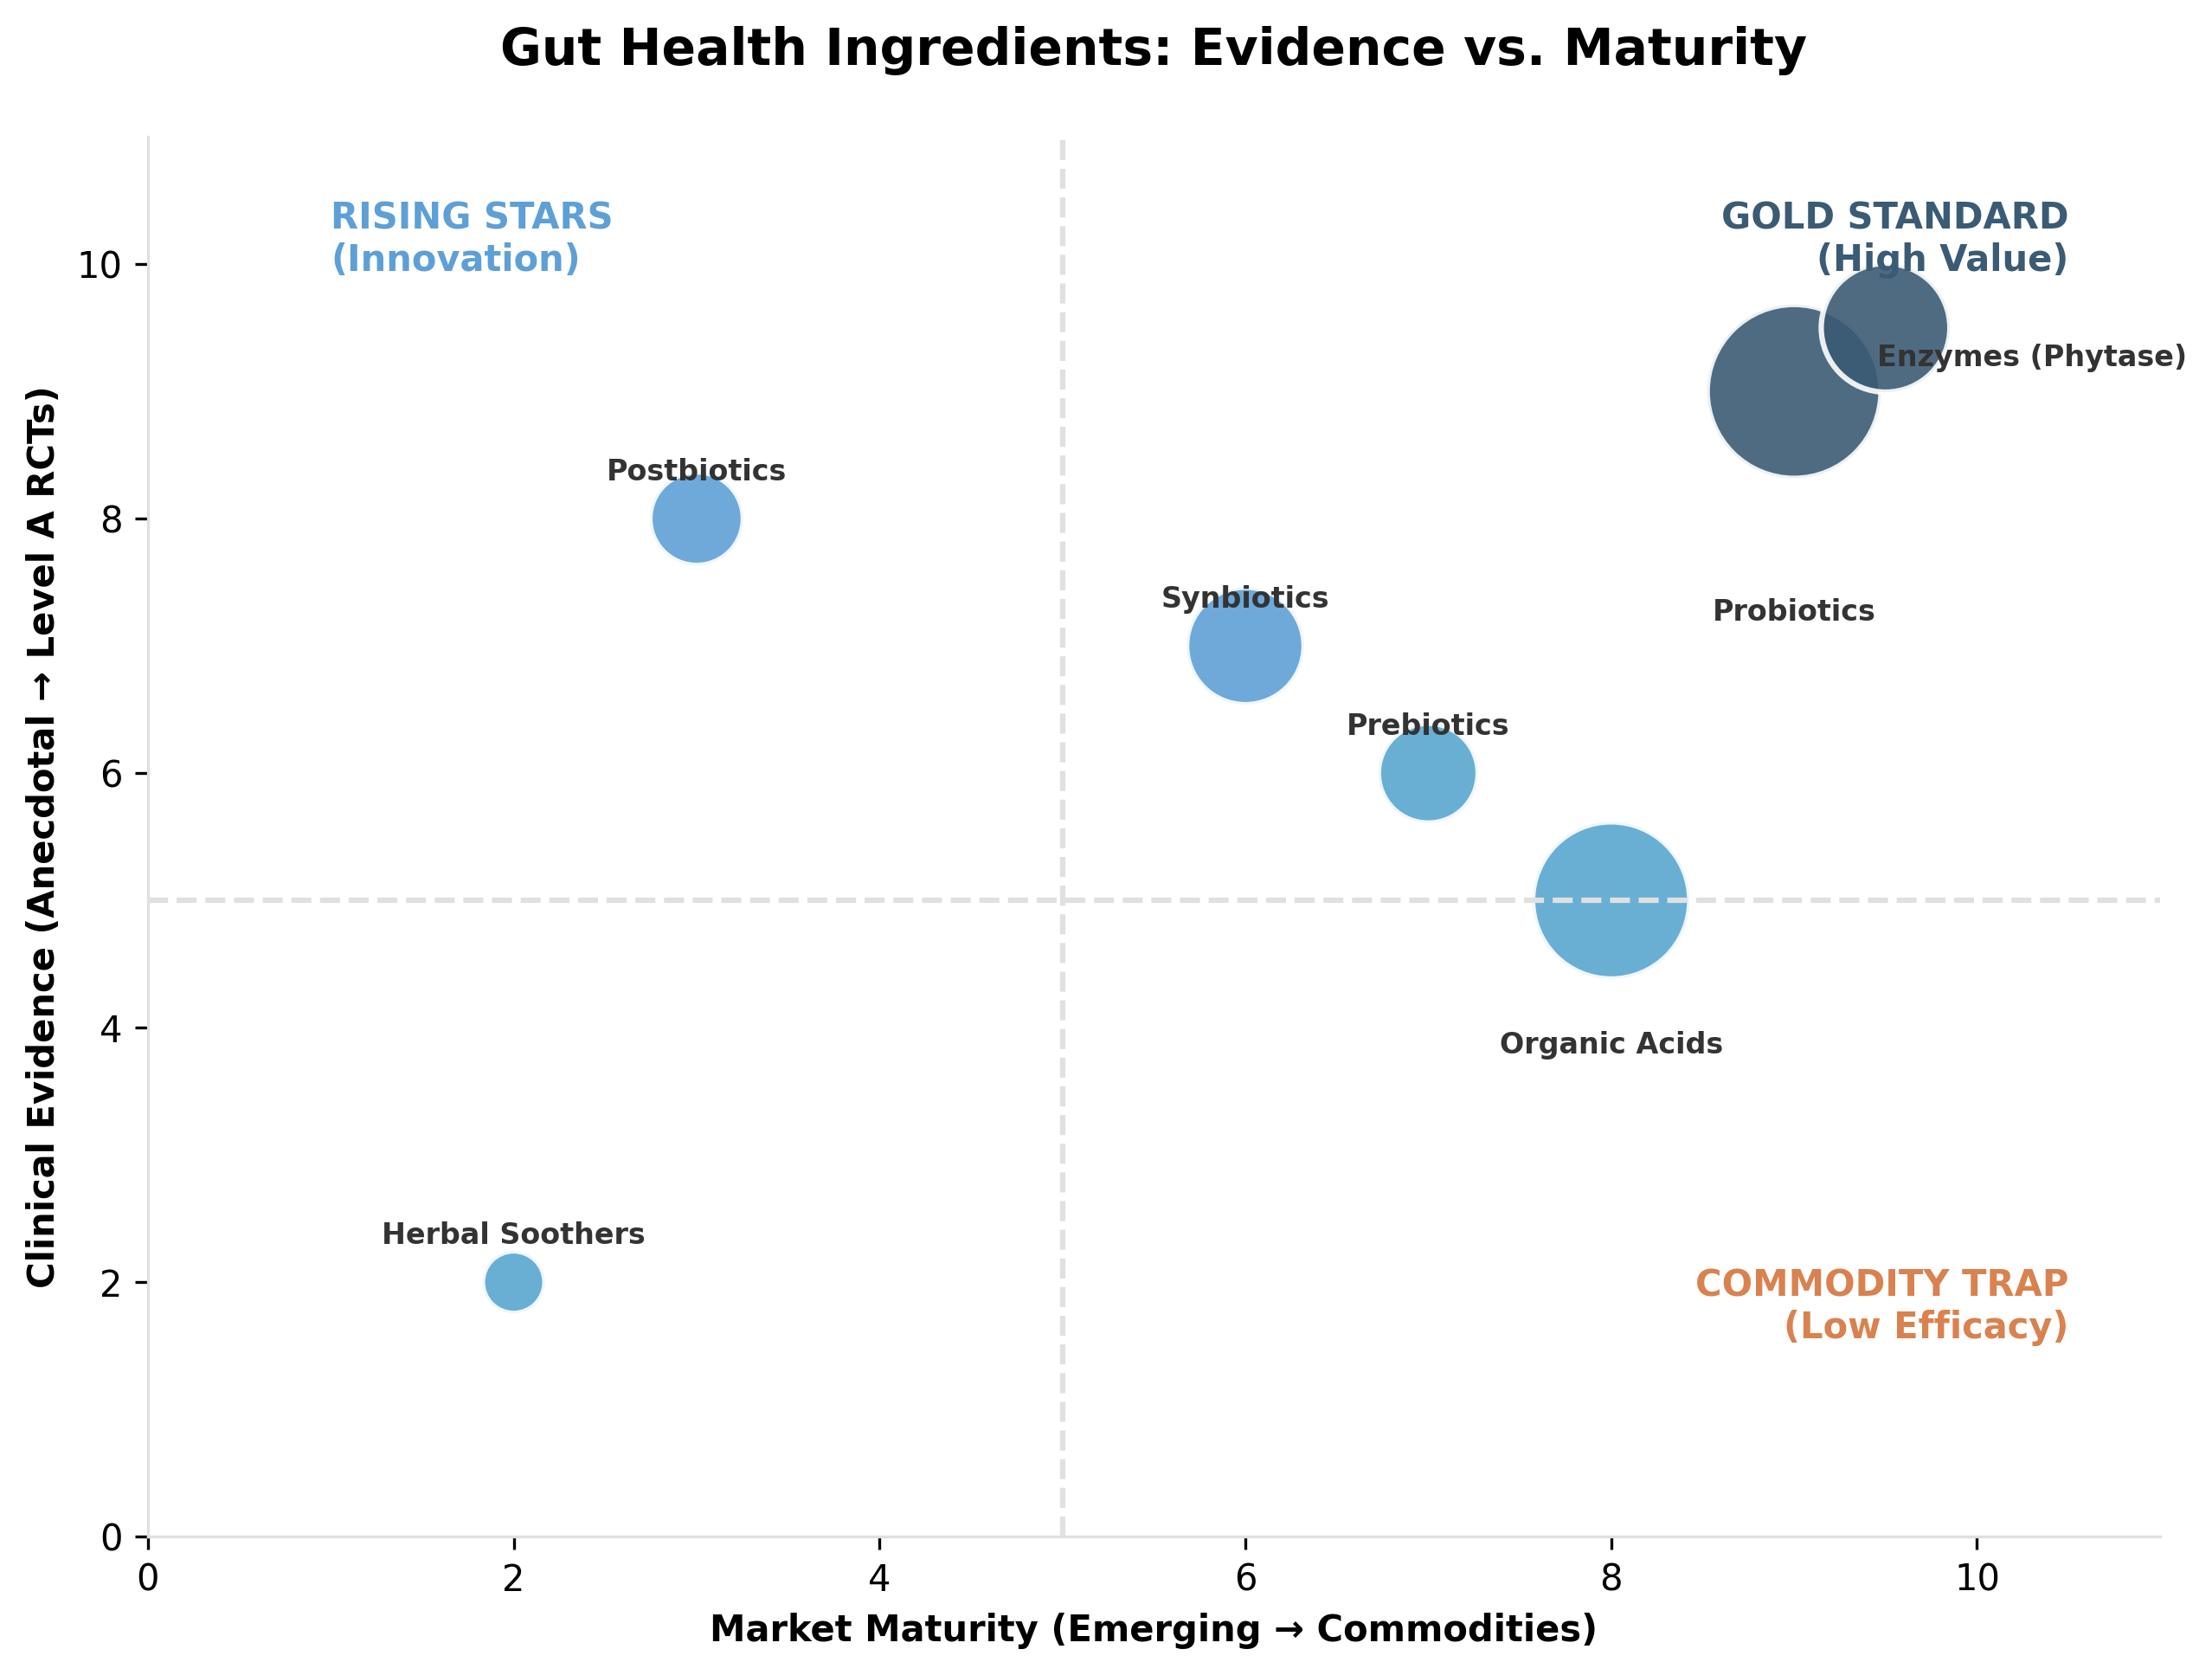 Gut Health Ingredients: Evidence vs. Maturity
RISING STARS
(Innovation)
GOLD STANDARD
(High Value)
Enzymes (Phytase)
Postbiotics
Synbiotics
Probiotics
Prebiotics
Organic Acids
Herbal Soothers
COMMODITY TRAP
(Low Efficacy)
Clinical Evidence (Anecdotal → Level A RCTs)
10
8
6
4
2
0
0
2
4
6
8
10
Market Maturity (Emerging → Commodities)